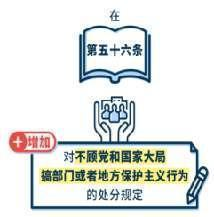 在
第五十六条
增加
对不顾党和国家大局
搞部门或者地方保护主义行为
的处分规定